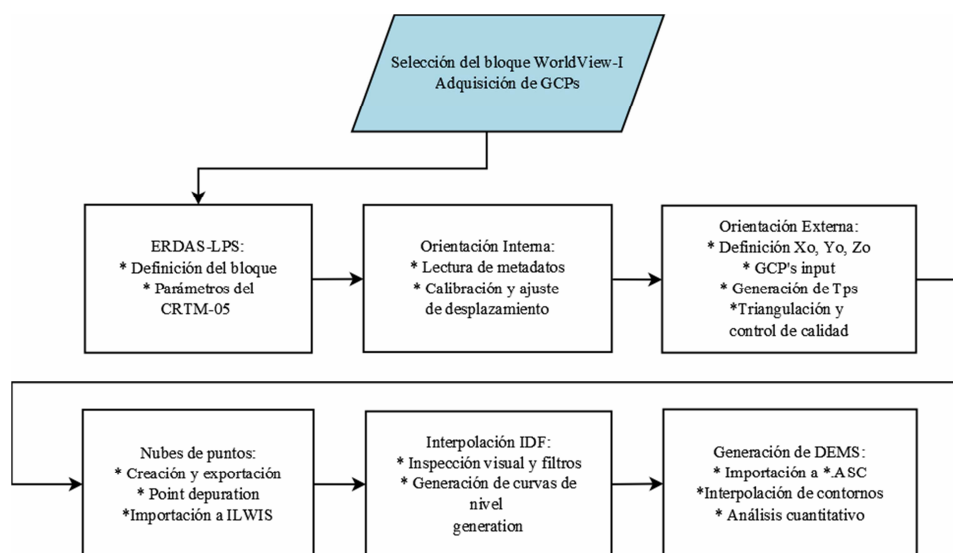 Selección del bloque WorldView-I
Adquisición de GCPs
ERDAS-LPS:
* Definición del bloque
* Parámetros del
CRTM-05
Orientación Interna:
* Lectura de metadatos
* Calibración y ajuste
de desplazamiento
Orientación Externa:
* Definición Xo, Yo, Zo
* GCP's input
* Generación de Tps
*Triangulación y
control de calidad
Nubes de puntos:
* Creación y exportación
* Point depuration
*Importación a ILWIS
Interpolación IDF:
* Inspección visual y filtros
* Generación de curvas de
nivel
generation
Generación de DEMS:
* Importación a *.ASC
*Interpolación de contornos
* Análisis cuantitativo